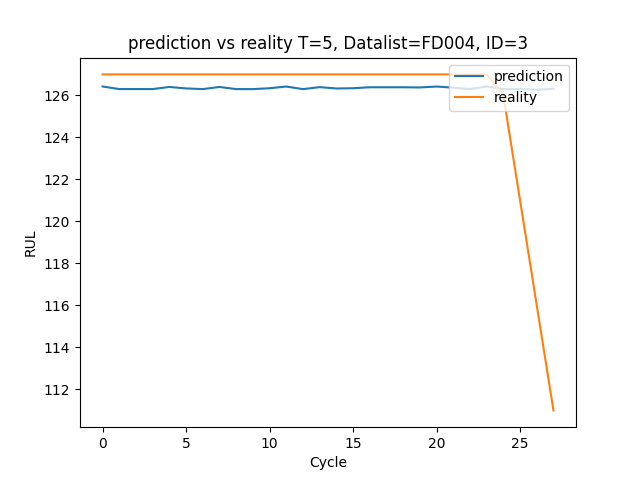 prediction vs reality T=5, Datalist=FD004, ID=3
prediction
reality
126
124
122
120
118
116
114
112
RUL
0 5 10 15 20 25
Cycle